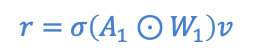 r = σ(A₁ ⊙ W₁)v